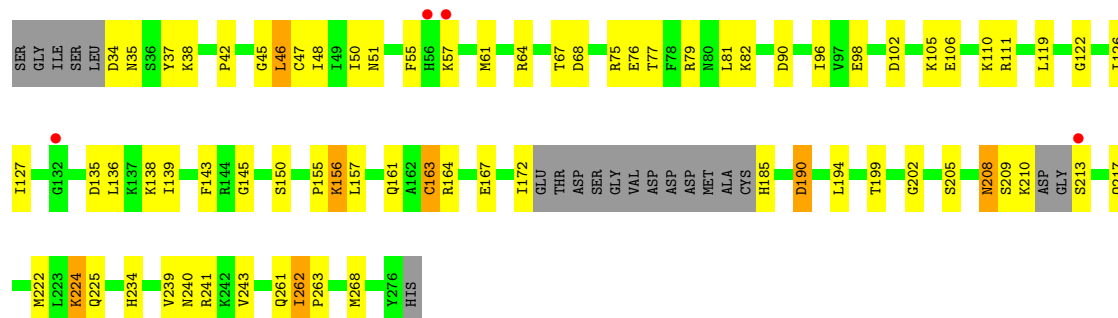 SER GLY ILE SER LEU D34 N35 S36 Y37 K38 P42 G45 L46 C47 I48 I49 I50 N51 F55 H56 K57 M61 R64 T67 D68 R75 E76 T77 F78 R79 N80 L81 K82 D90 I96 V97 E98 D102 K105 E106 K110 R111 L119 G122 I126
I127 G132 D135 L136 K137 K138 I139 F143 R144 G145 S150 P155 K156 L157 Q161 A162 C163 R164 E167 I172 GLU THR ASP SER GLY VAL ASP ASP ASP MET ALA CYS H185 D190 L194 T199 G202 S205 N208 S209 K210 ASP GLY S213 Q217
M222 L223 K224 Q225 H234 V239 N240 R241 K242 V243 Q261 I262 P263 M268 Y276 HIS